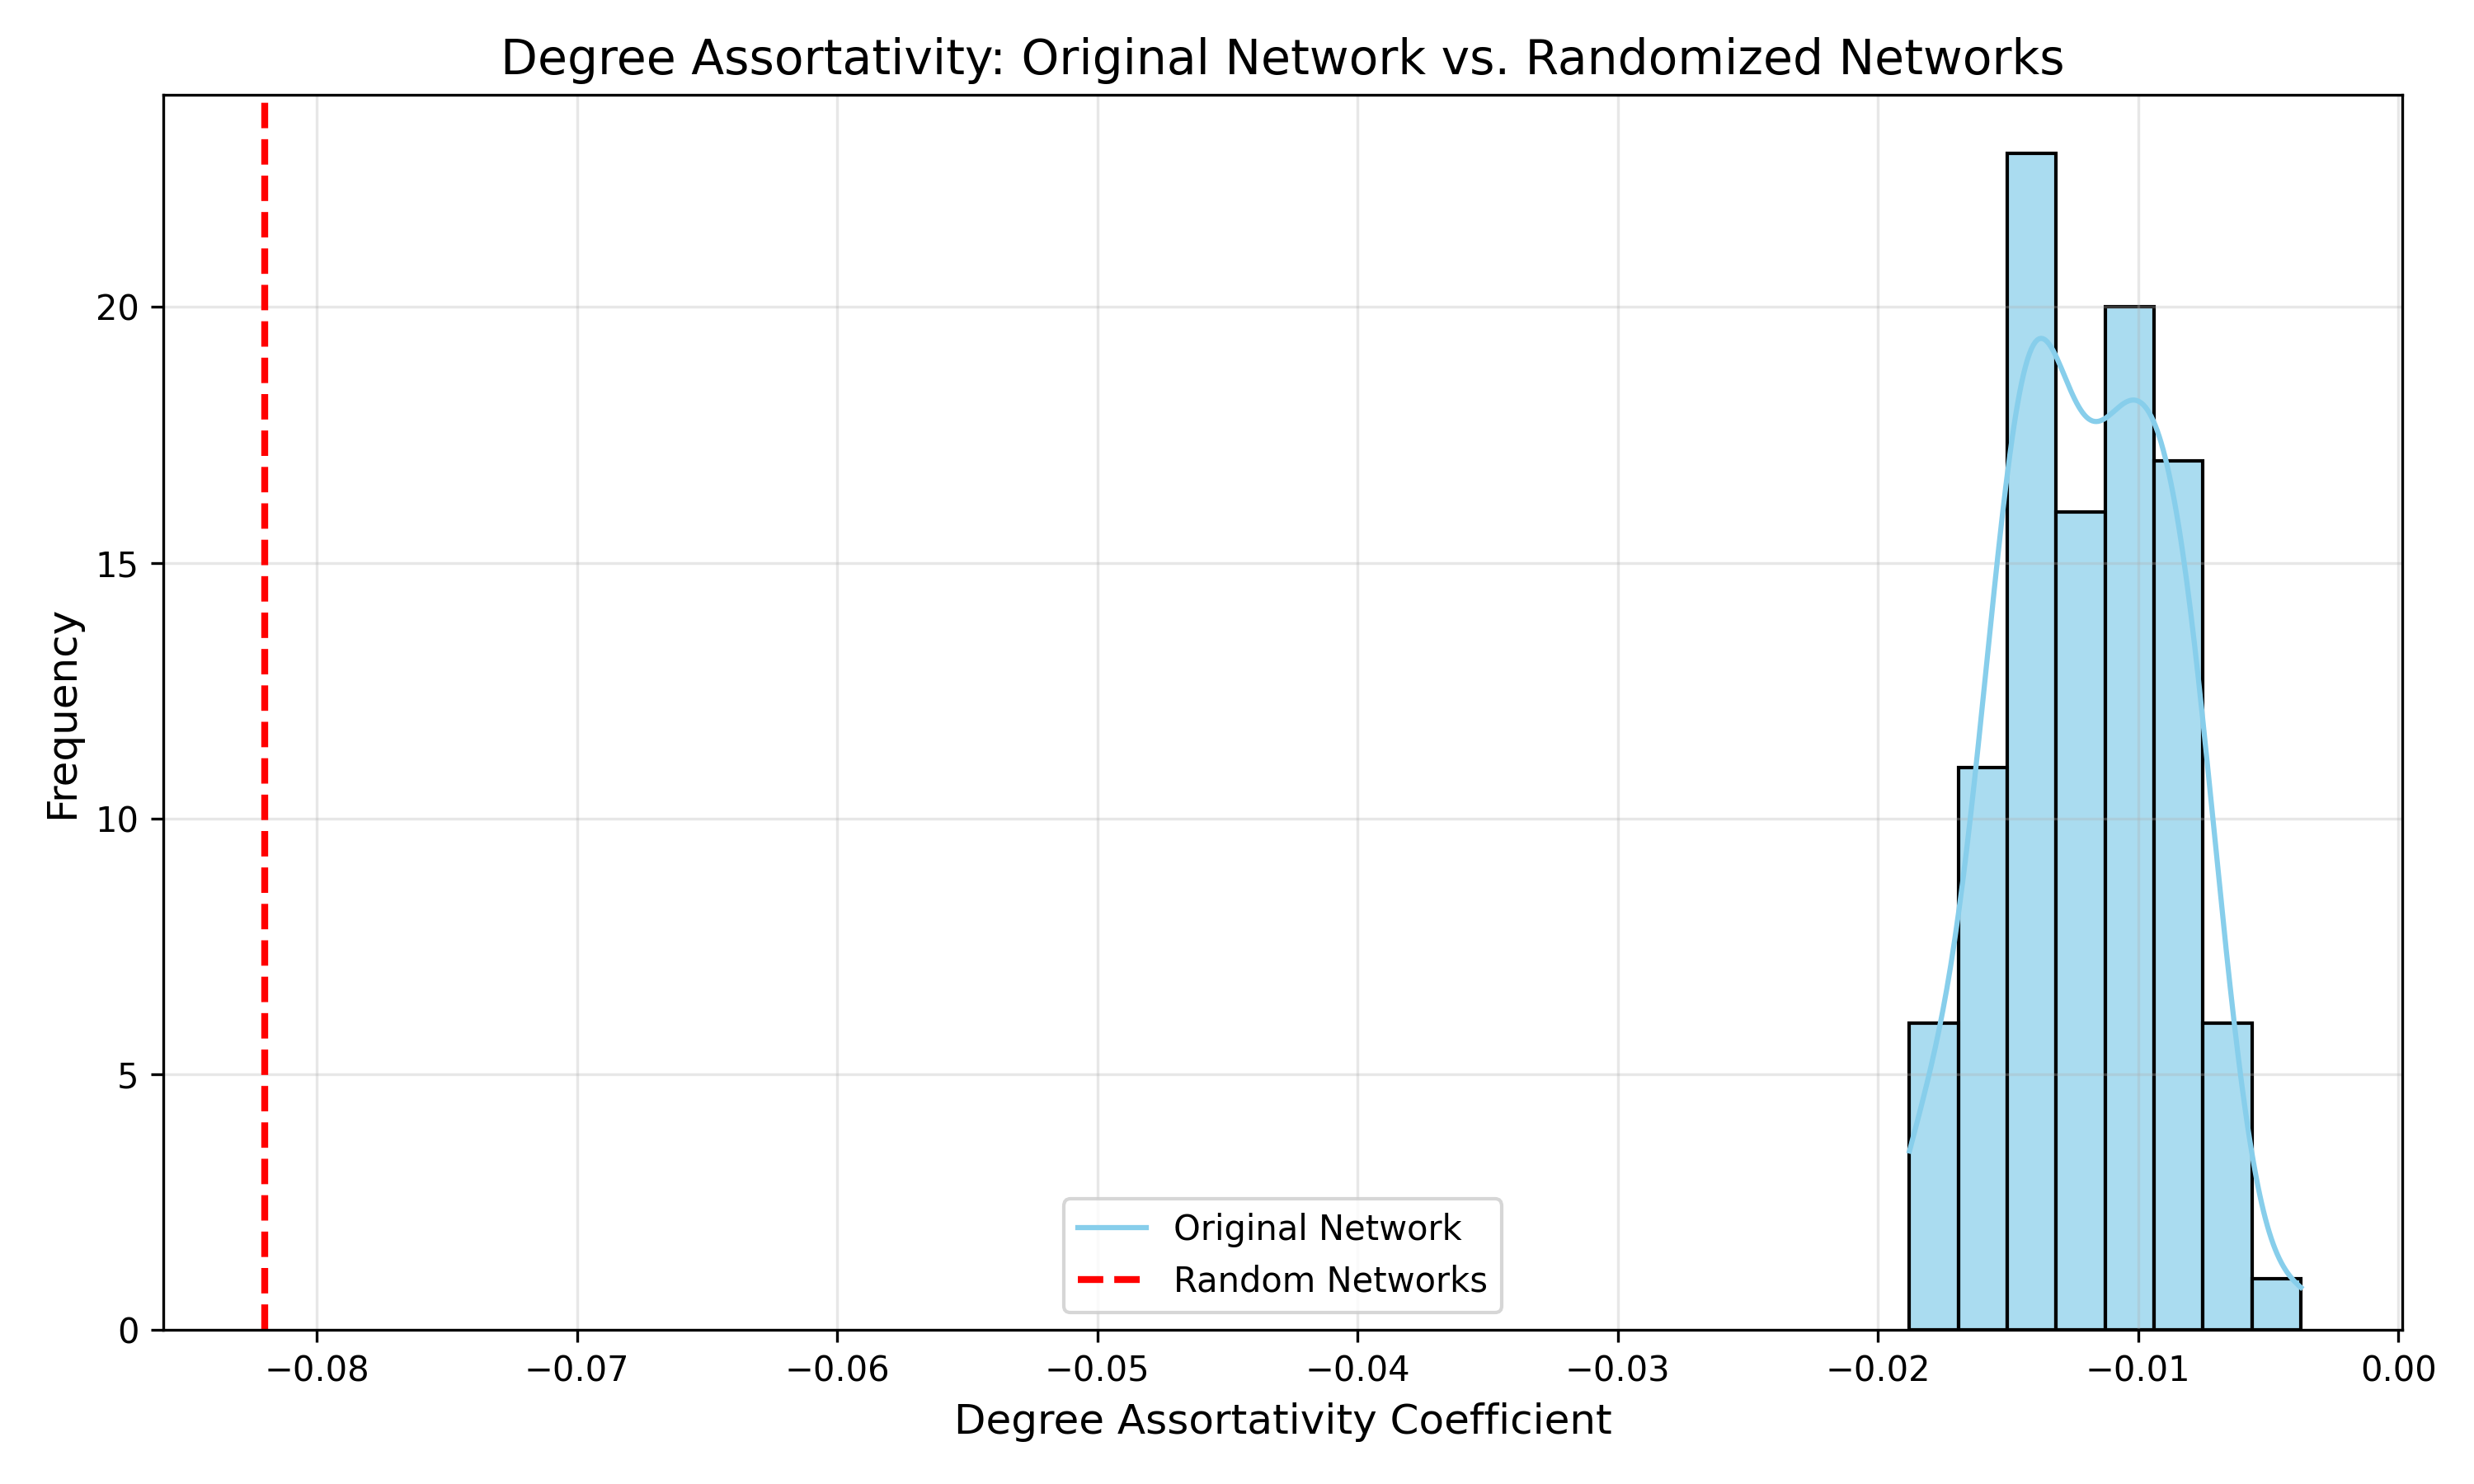 Degree Assortativity: Original Network vs. Randomized Networks
Frequency
20
15
10
5
0
Original Network
Random Networks
−0.08 −0.07 −0.06 −0.05 −0.04 −0.03 −0.02 −0.01 0.00
Degree Assortativity Coefficient